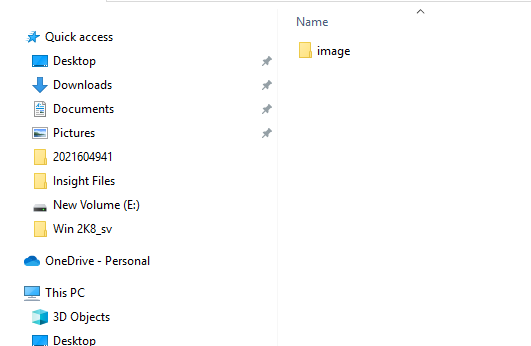 Quick access
Desktop
Downloads
Documents
Pictures
2021604941
Insight Files
New Volume (E:)
Win 2K8_sv
OneDrive - Personal
This PC
3D Objects
Desktop
Name
image